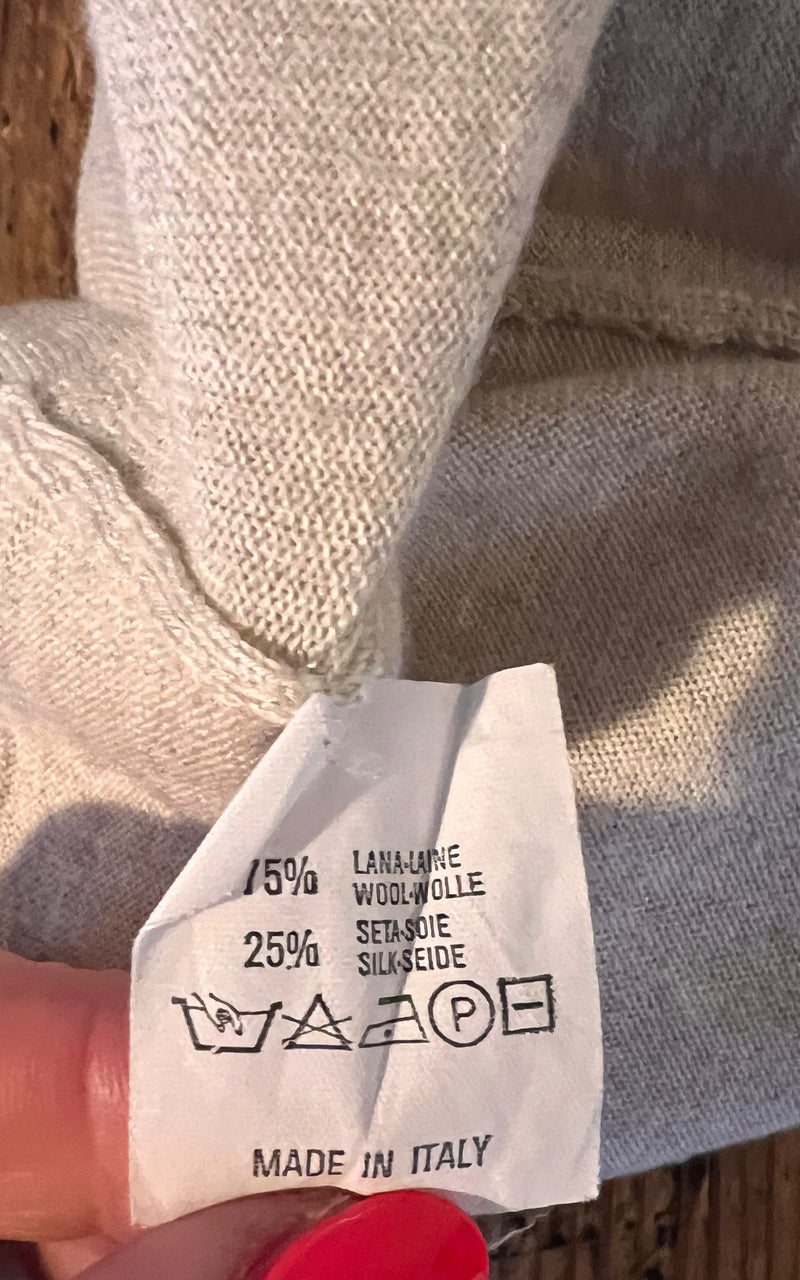 75% LANA-LAINE
WOOL-WOLLE
25% SETA-SOIE
SILK-SEIDE
P
MADE IN ITALY